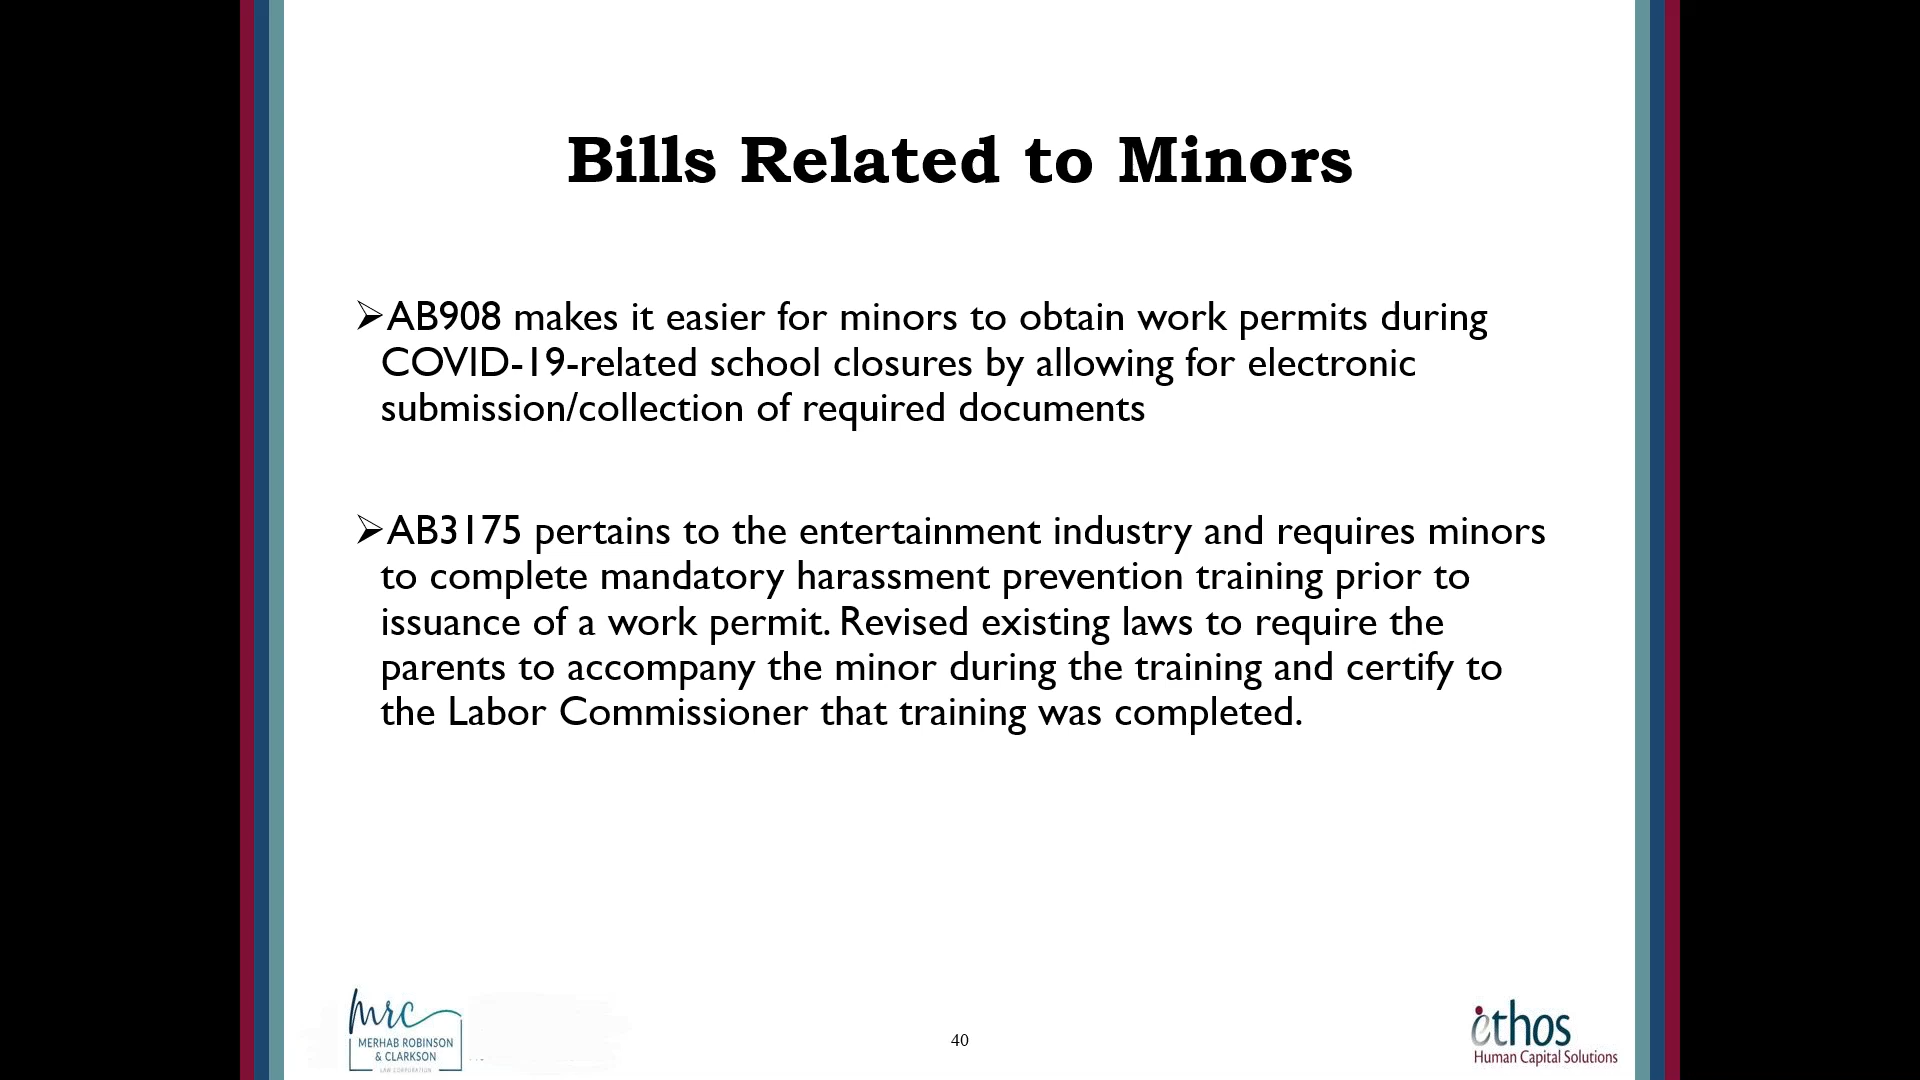 Bills Related to Minors
➢AB908 makes it easier for minors to obtain work permits during
COVID-19-related school closures by allowing for electronic
submission/collection of required documents
➢AB3175 pertains to the entertainment industry and requires minors
to complete mandatory harassment prevention training prior to
issuance of a work permit. Revised existing laws to require the
parents to accompany the minor during the training and certify to
the Labor Commissioner that training was completed.
mrc
MERHAB ROBINSON
& CLARKSON
LAW CORPORATION
40
ethos
Human Capital Solutions